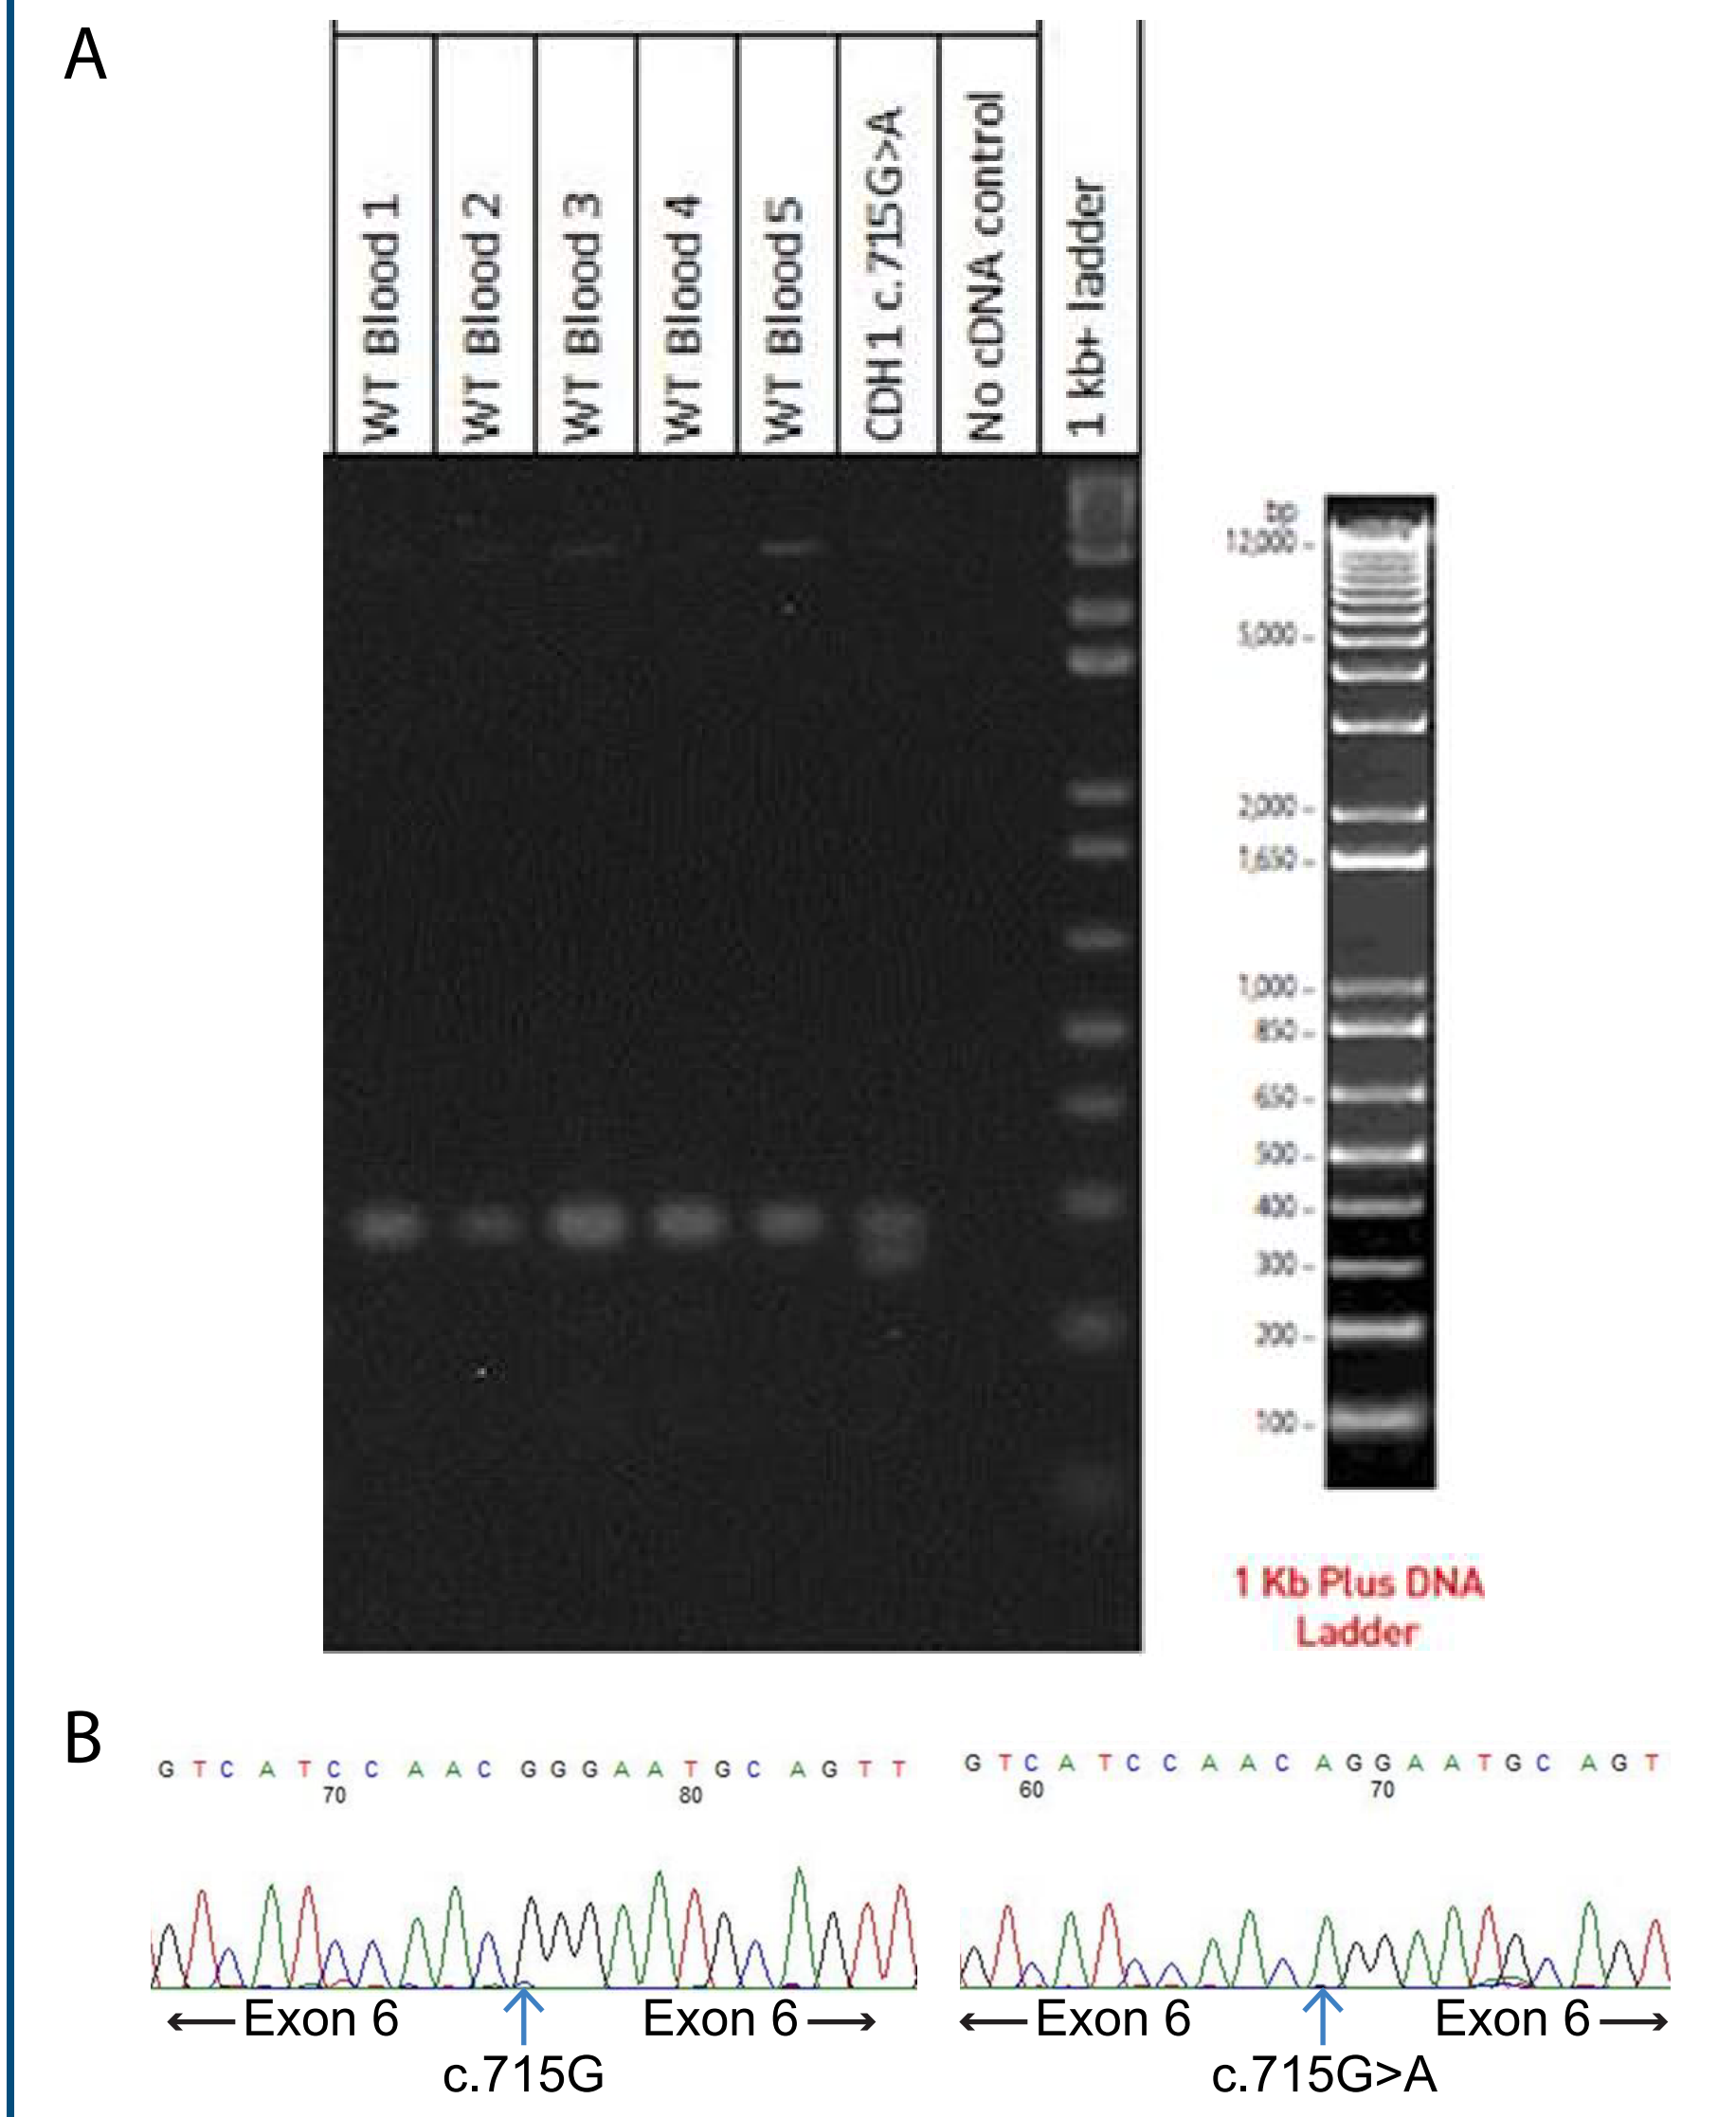 A
WT Blood 1
WT Blood 2
WT Blood 3
WT Blood 4
WT Blood 5
CDH1 c.715G>A
No cDNA control
1 kb+ ladder
bp
12,000
5,000
2,000
1,650
1,000
850
650
500
400
300
200
100
1 Kb Plus DNA
Ladder
B
G T C A T C C A A C G G G A A T G C A G T T
70 80
G T C A T C C A A C A G G A A T G C A G T
60 70
← Exon 6 Exon 6 →
c.715G
← Exon 6 Exon 6 →
c.715G>A